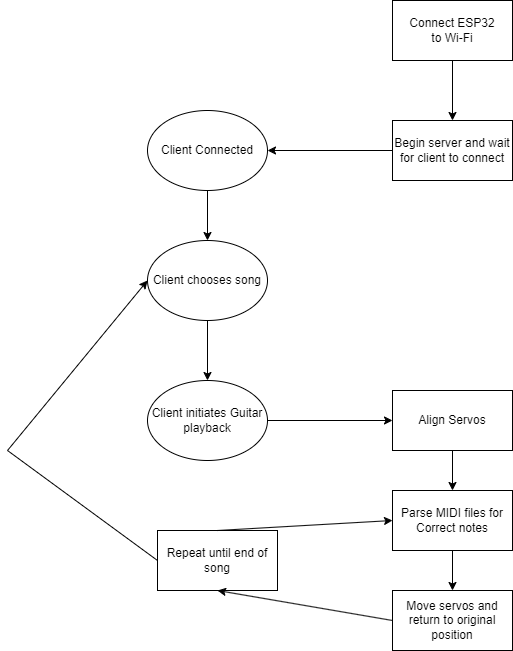 Connect ESP32
to Wi-Fi
Begin server and wait
for client to connect
Client Connected
Client chooses song
Client initiates Guitar
playback
Align Servos
Parse MIDI files for
Correct notes
Repeat until end of
song
Move servos and
return to original
position